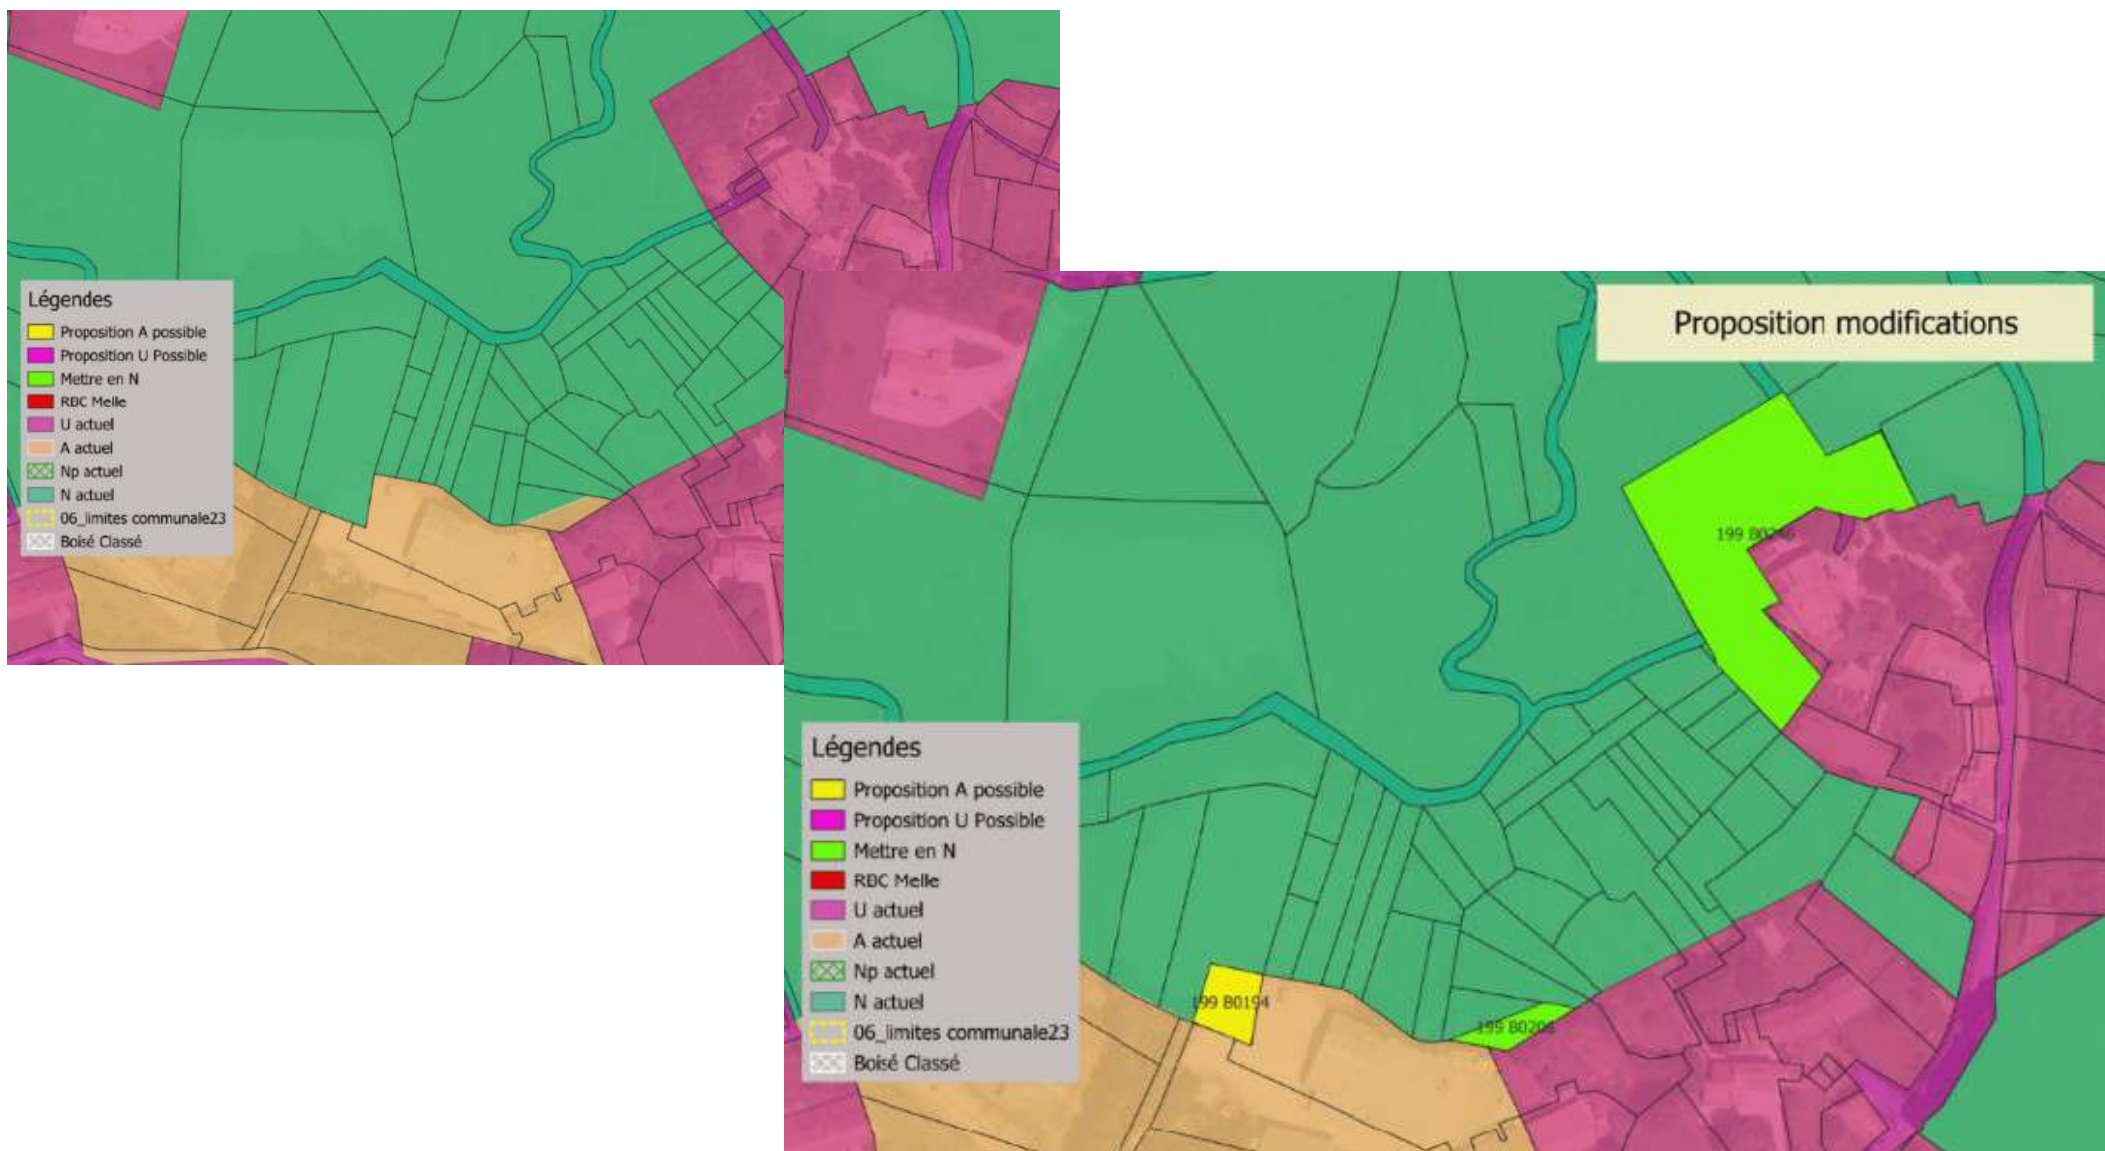 Légendes
Proposition A possible
Proposition U Possible
Mettre en N
RBC Melle
U actuel
A actuel
Np actuel
N actuel
06_limites communale23
Boisé Classé
Proposition modifications
199
199 B0194
199
Légendes
Proposition A possible
Proposition U Possible
Mettre en N
RBC Melle
U actuel
A actuel
Np actuel
N actuel
06_limites communale23
Boisé Classé